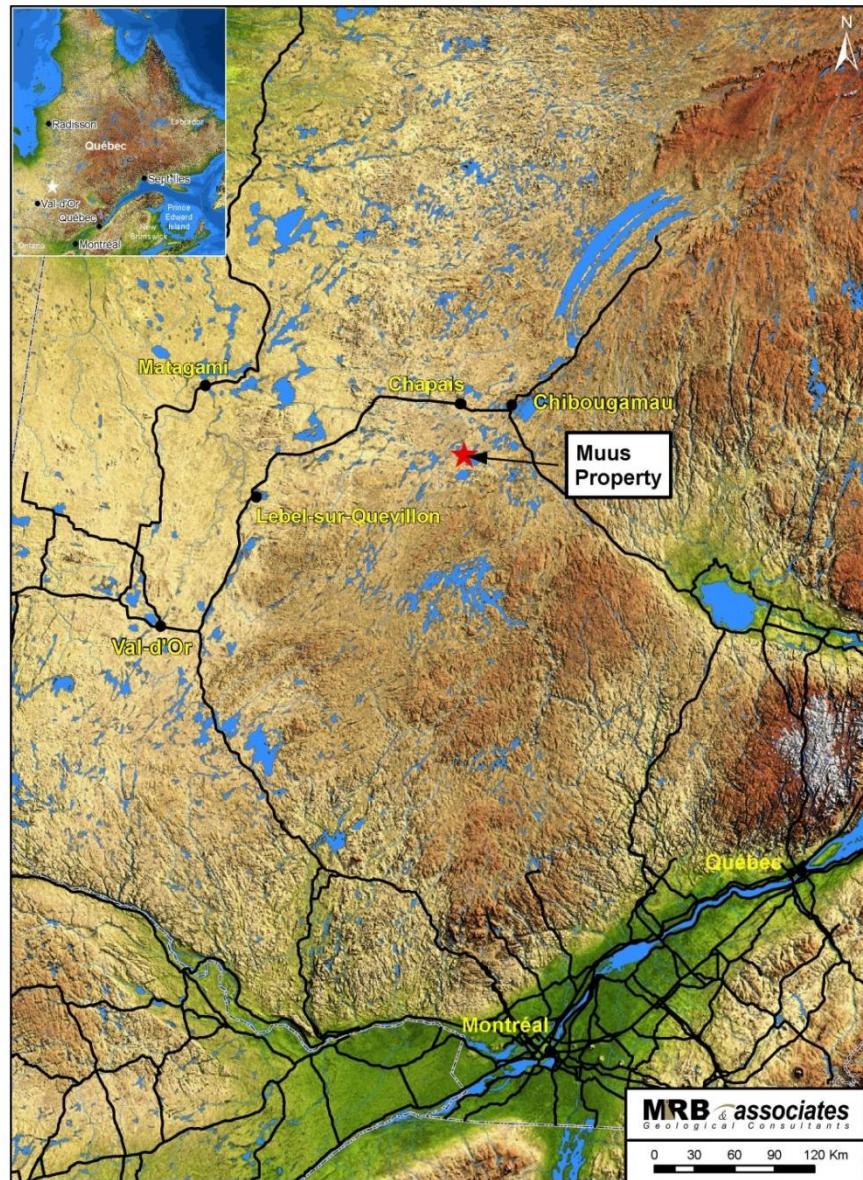 N
Radisson
Labrador
Québec
Sept-Iles
Val-d'Or
Québec
Prince
Edward
Island
New
Brunswick
Ontario
Montréal
Matagami
Chapais
Chibougamau
Muus
Property
Lebel-sur-Quevillon
Val-d'Or
Québec
Montréal
MRB & associates
Geological Consultants
0 30 60 90 120 Km